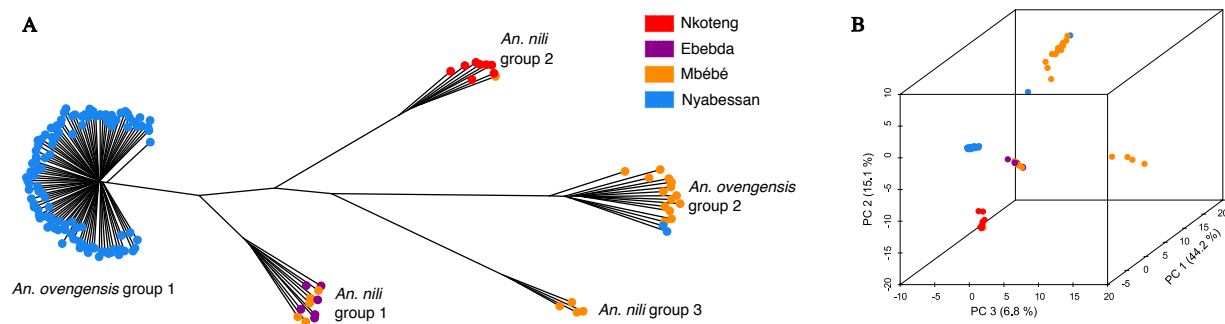 A
An. nili
group 2
Nkoteng
Ebebda
Mbébé
Nyabessan
An. ovengensis
group 2
An. ovengensis group 1
An. nili
group 1
An. nili group 3
B
PC 2 (15.1 %)
10
5
0
-5
-10
-15
-20
-10
-5
0
5
10
15
20
PC 3 (6.8 %)
-5
0
5
10
15
20
PC 1 (44.2 %)